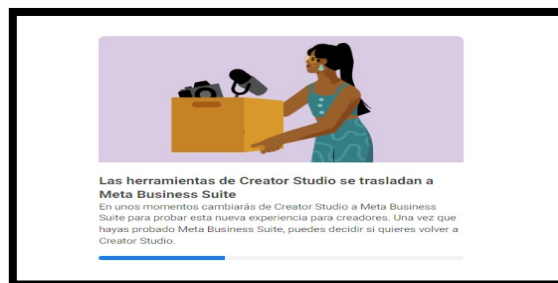 Las herramientas de Creator Studio se trasladan a
Meta Business Suite
En unos momentos cambiarás de Creator Studio a Meta Business
Suite para probar esta nueva experiencia para creadores. Una vez que
hayas probado Meta Business Suite, puedes decidir si quieres volver a
Creator Studio.